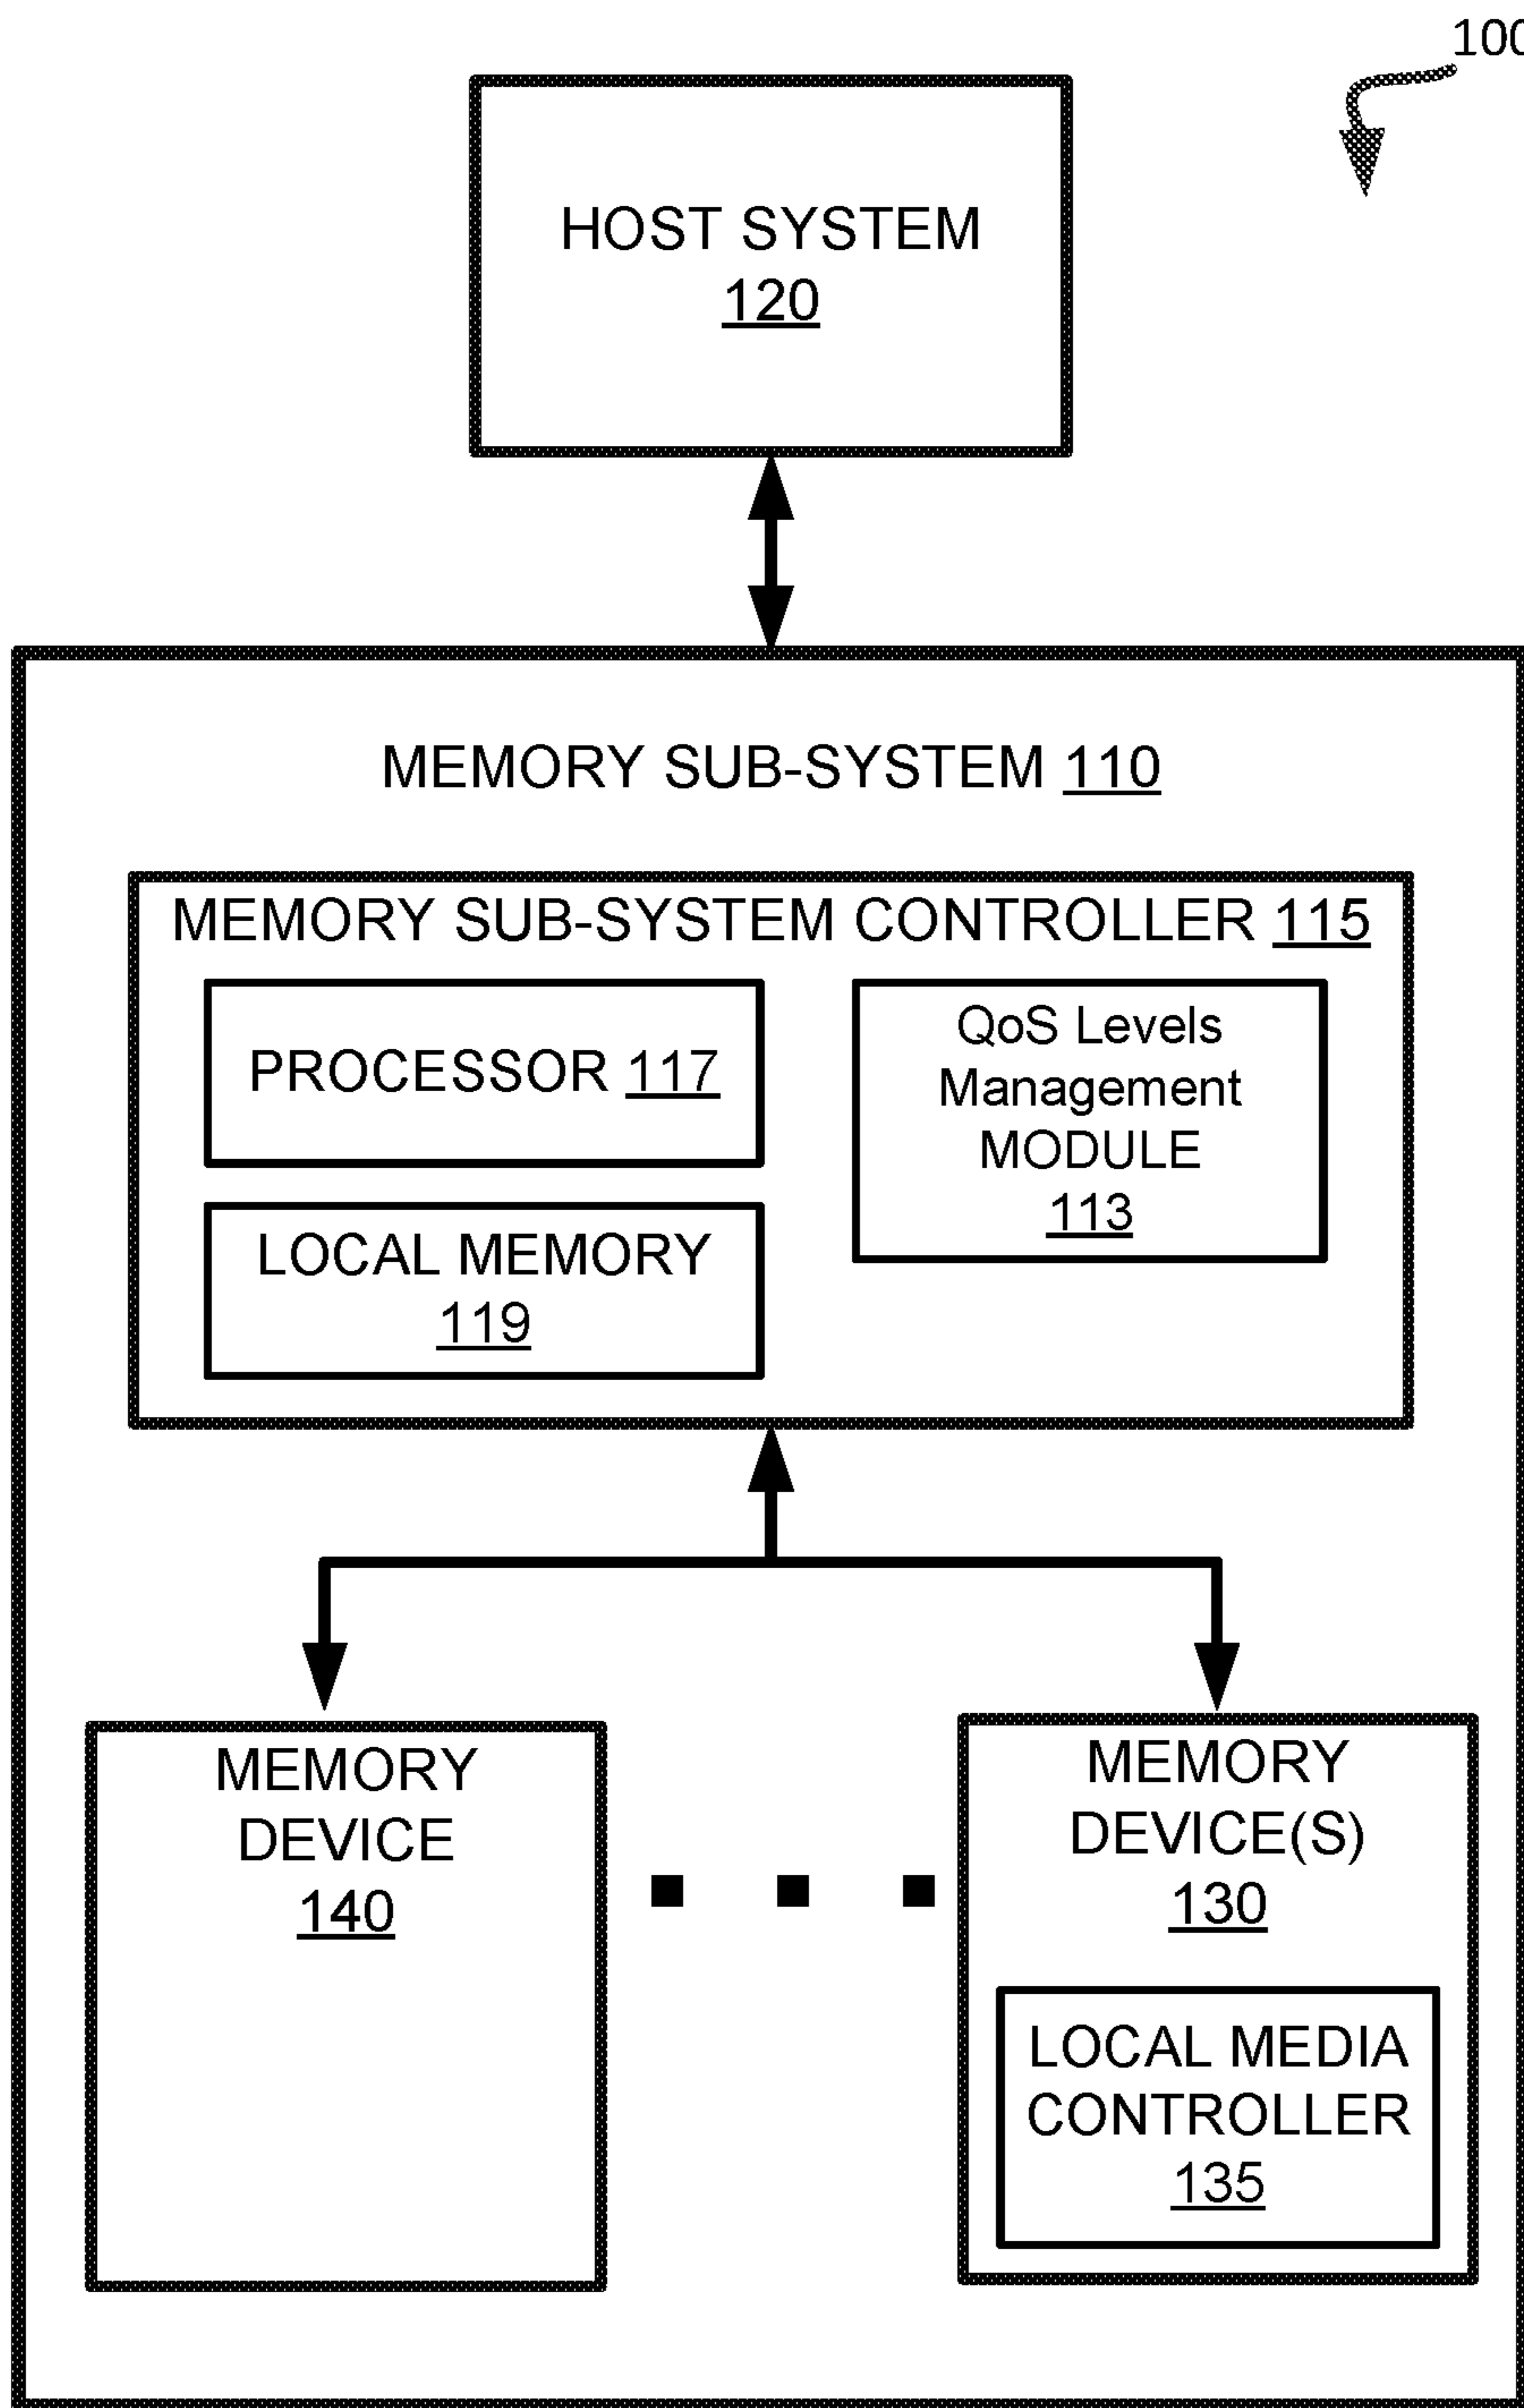 100
HOST SYSTEM
120
MEMORY SUB-SYSTEM 110
MEMORY SUB-SYSTEM CONTROLLER 115
PROCESSOR 117
QoS Levels
Management
MODULE
113
LOCAL MEMORY
119
MEMORY
DEVICE
140
MEMORY
DEVICE(S)
130
LOCAL MEDIA
CONTROLLER
135